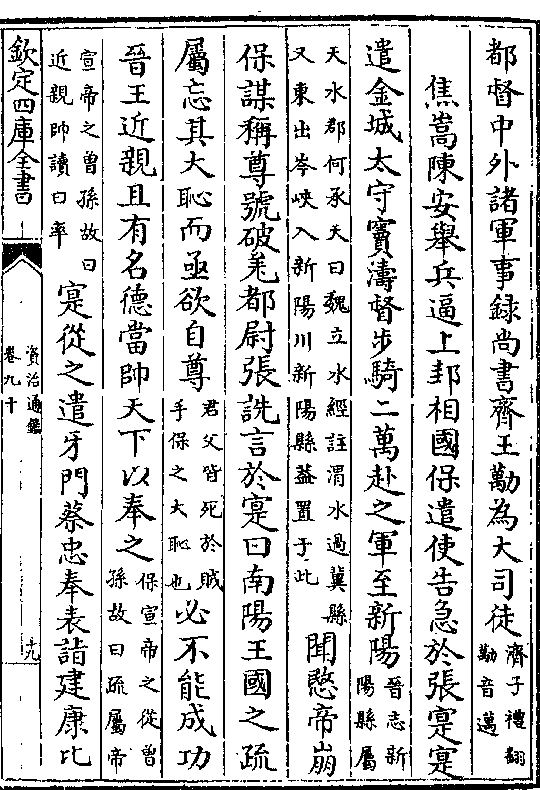 都督中外諸軍事録尚書齊王勱為大司徒濟子禮翻勱音邁
焦嵩陳安舉兵逼上邽相國保遣使告急於張寔寔
遣金城太守竇濤督步騎二萬赴之軍至新陽晉志新陽縣屬
天水郡何承天曰魏立水經註渭水過冀縣又東出岑峽入新陽川新陽縣葢置于此聞愍帝崩
保謀稱尊號破羌都尉張詵言於寔曰南陽王國之疏
屬忘其大恥而亟欲自尊君父皆死於賊手保之大恥也必不能成功
晉王近親且有名德當帥天下以奉之保宣帝之從曾孫故曰疏屬帝
宣帝之曾孫故曰近親帥讀曰率寔從之遣牙門蔡忠奉表詣建康比
欽定四庫全書
資治通鑑
卷九十
十九